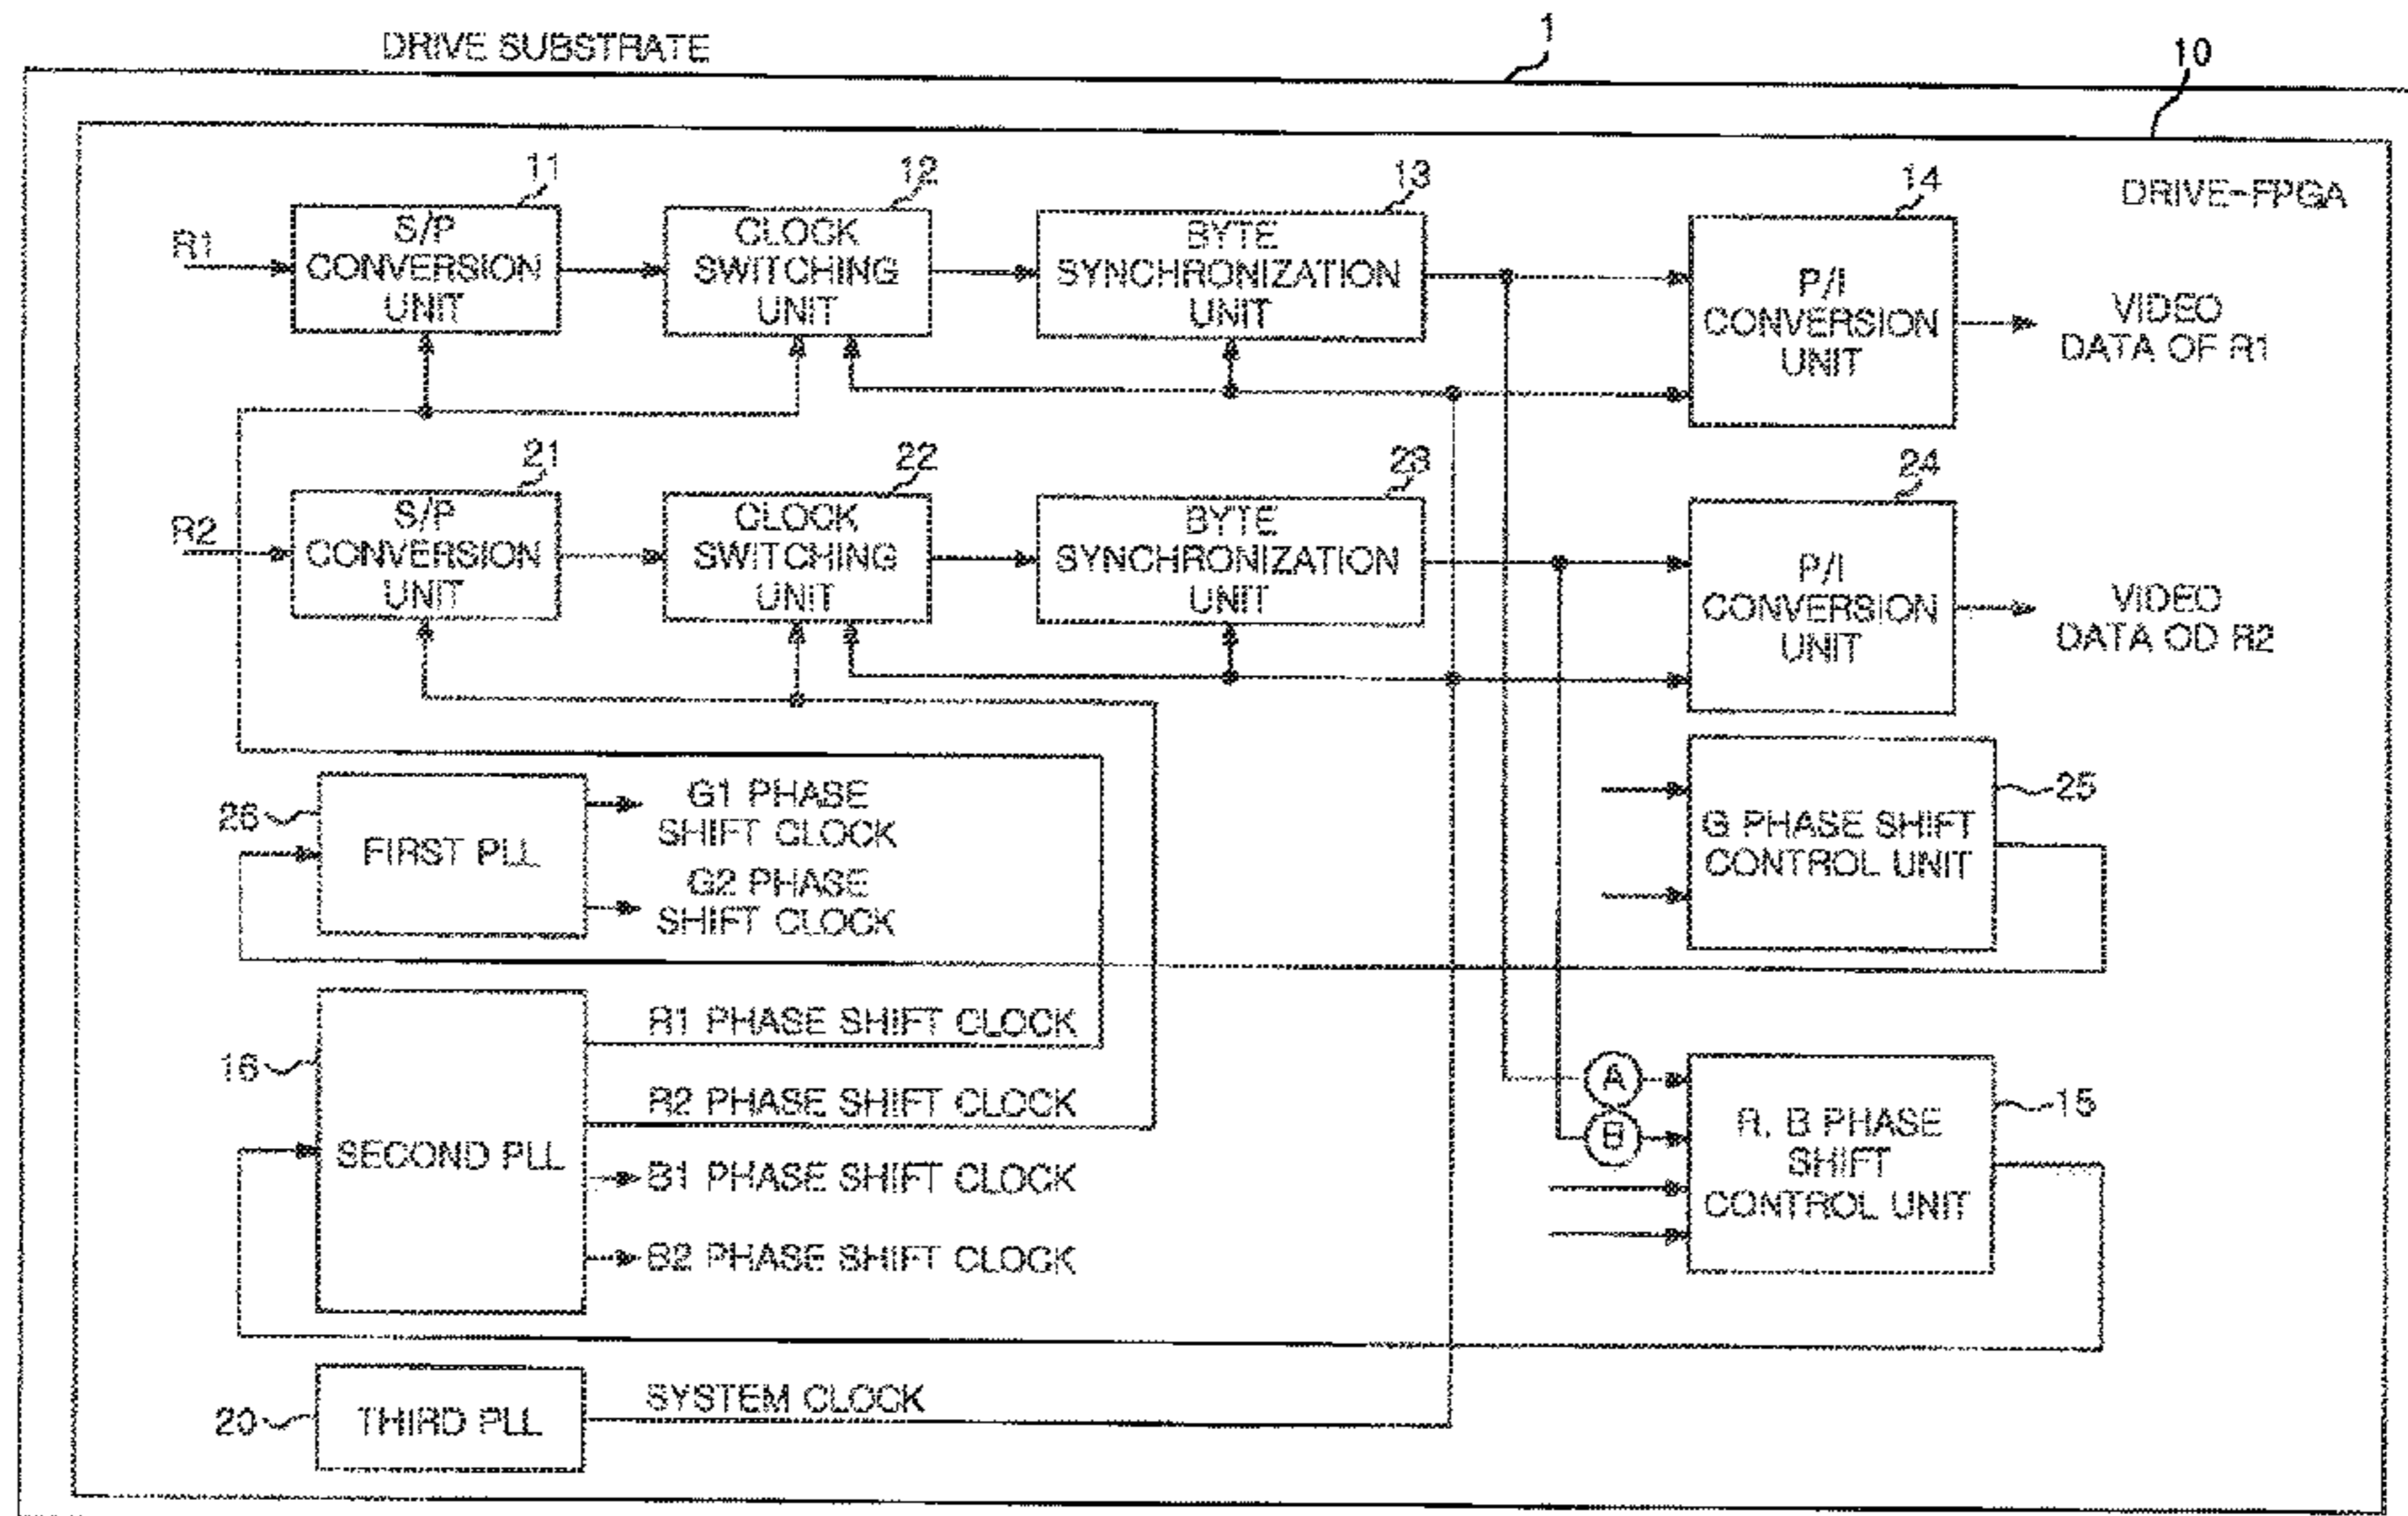 DRIVE SUBSTRATE
1
10
DRIVE-FPGA
11
12
13
14
R1
S/P
CONVERSION
UNIT
CLOCK
SWITCHING
UNIT
BYTE
SYNCHRONIZATION
UNIT
P/I
CONVERSION
UNIT
VIDEO
DATA OF R1
21
22
23
24
R2
S/P
CONVERSION
UNIT
CLOCK
SWITCHING
UNIT
BYTE
SYNCHRONIZATION
UNIT
P/I
CONVERSION
UNIT
VIDEO
DATA OD R2
26
FIRST PLL
G1 PHASE
SHIFT CLOCK
G2 PHASE
SHIFT CLOCK
G PHASE SHIFT
CONTROL UNIT
25
16
SECOND PLL
R1 PHASE SHIFT CLOCK
R2 PHASE SHIFT CLOCK
B1 PHASE SHIFT CLOCK
B2 PHASE SHIFT CLOCK
A
B
R, B PHASE
SHIFT
CONTROL UNIT
15
20
THIRD PLL
SYSTEM CLOCK